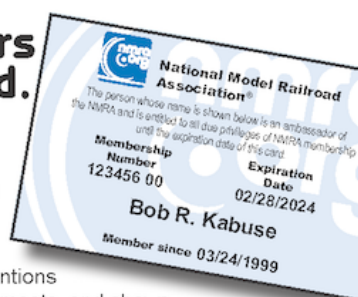 rs
d.
nmra
.org
National Model Railroad
Association®
The person whose name is shown below is an ambassador of
the NMRA and is entitled to all due privileges of NMRA membership
until the expiration date of this card.
Membership
Number
123456 00
Expiration
Date
02/28/2024
Bob R. Kabuse
Member since 03/24/1999
ntions